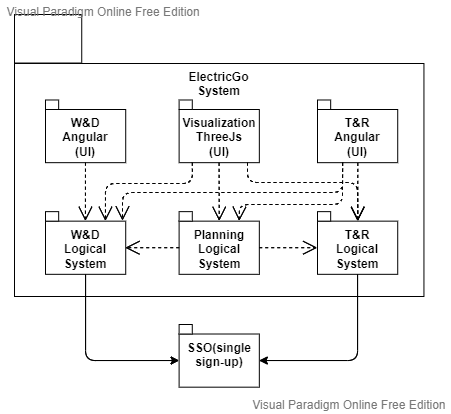 Visual Paradigm Online Free Edition
ElectricGo
System
W&D
Angular
(UI)
Visualization
ThreeJs
(UI)
T&R
Angular
(UI)
W&D
Logical
System
Planning
Logical
System
T&R
Logical
System
SSO(single
sign-up)
Visual Paradigm Online Free Edition